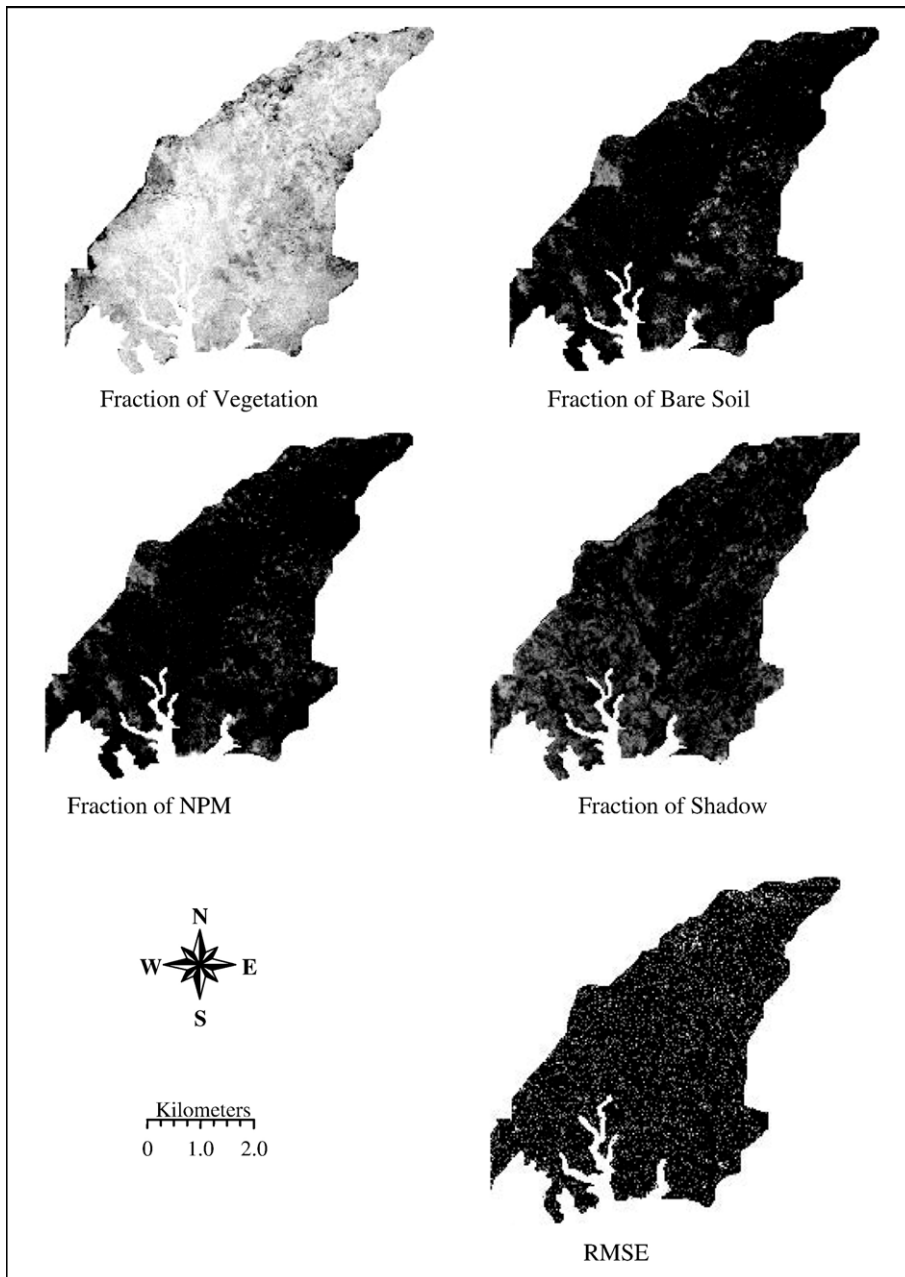 Fraction of Vegetation
Fraction of Bare Soil
Fraction of NPM
Fraction of Shadow
N
W E
S
Kilometers
0 1.0 2.0
RMSE